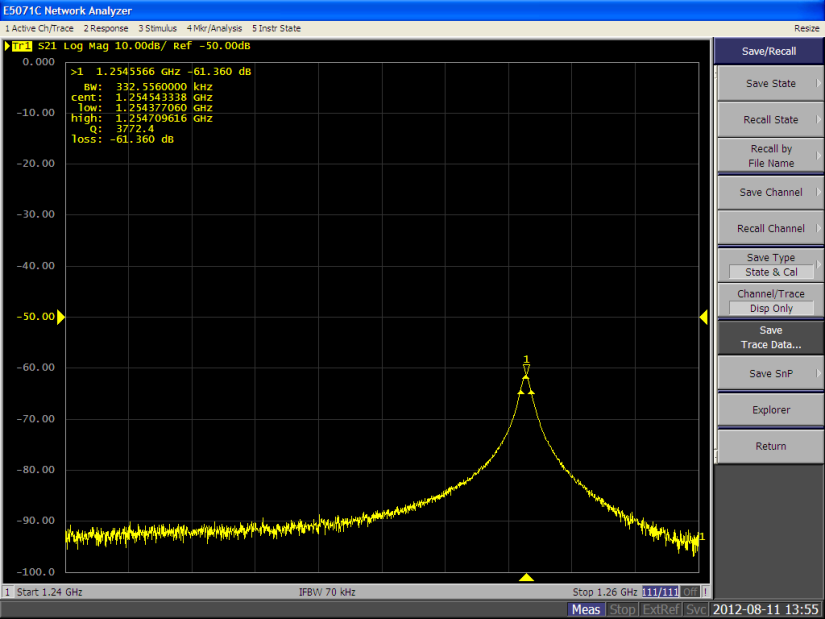 E5071C Network Analyzer
1 Active Ch/Trace 2 Response 3 Stimulus 4 Mkr/Analysis 5 Instr State
Resize
Tr1 S21 Log Mag 10.00dB/ Ref -50.00dB
0.000
-10.00
-20.00
-30.00
-40.00
-50.00
-60.00
-70.00
-80.00
-90.00
-100.0
>1 1.2545566 GHz -61.360 dB
BW: 332.5560000 kHz
cent: 1.254543338 GHz
low: 1.254377060 GHz
high: 1.254709616 GHz
Q: 3772.4
loss: -61.360 dB
1
1
Save/Recall
Save State
Recall State
Recall by
File Name
Save Channel
Recall Channel
Save Type
State & Cal
Channel/Trace
Disp Only
Save
Trace Data...
Save SnP
Explorer
Return
1 Start 1.24 GHz
IFBW 70 kHz
Stop 1.26 GHz 111/111 Off !
Meas Stop ExtRef Svc 2012-08-11 13:55